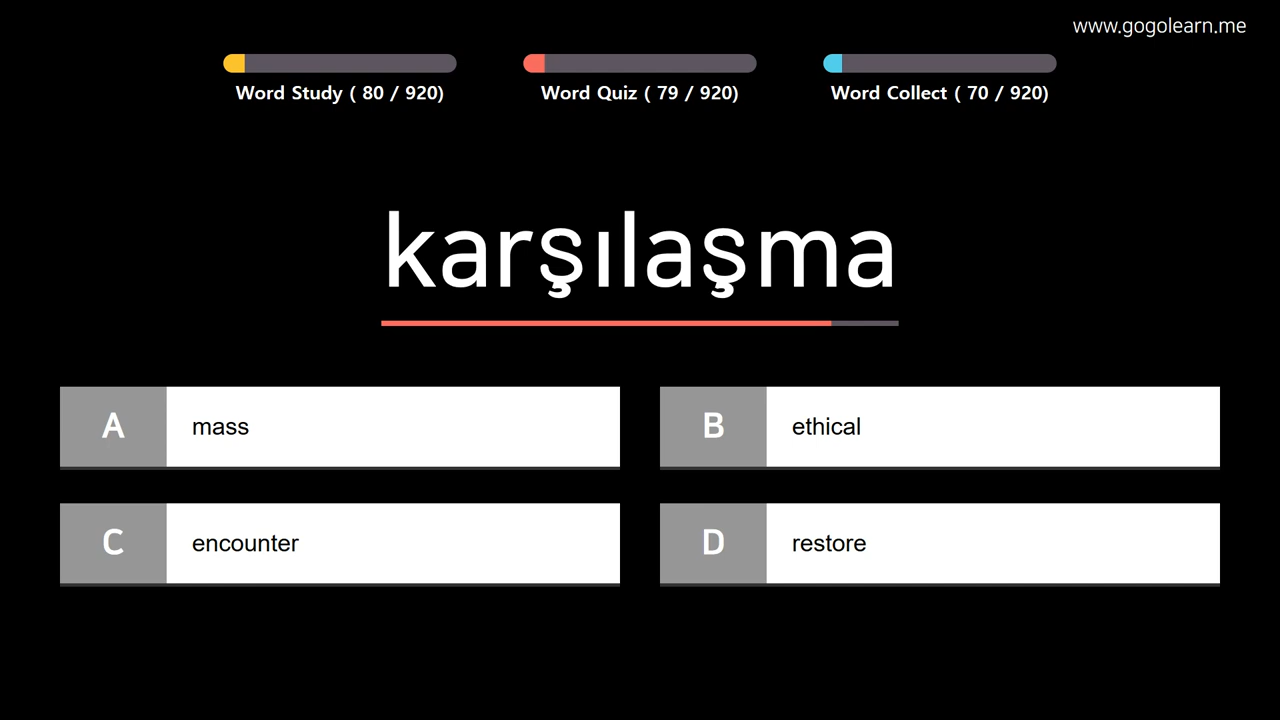 www.gogolearn.me
Word Study ( 80 / 920)
Word Quiz ( 79 / 920)
Word Collect ( 70 / 920)
karşılaşma
A mass
B ethical
C encounter
D restore